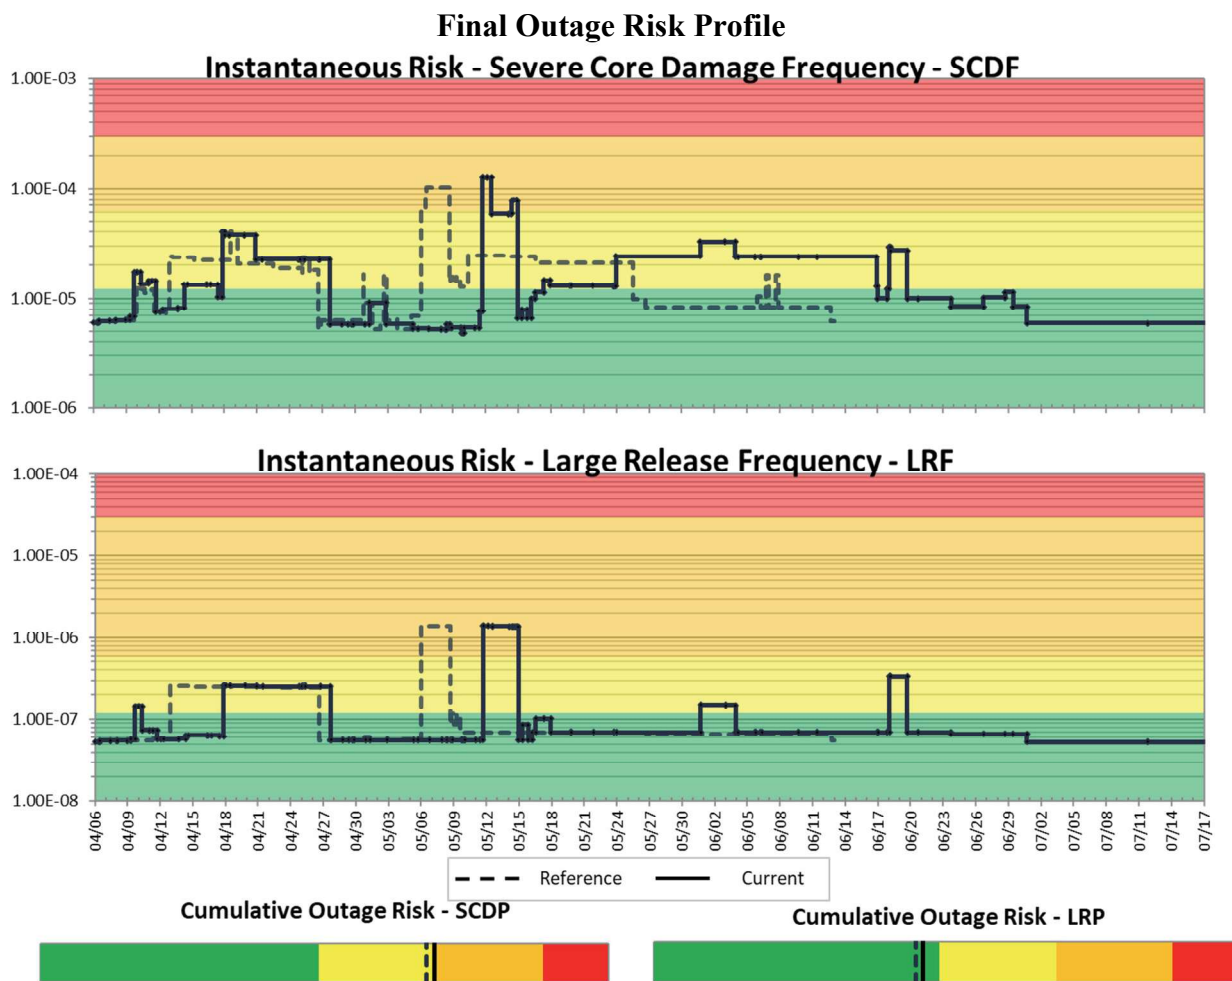 Final Outage Risk Profile
Instantaneous Risk - Severe Core Damage Frequency - SCDF
1.00E-03
1.00E-04
1.00E-05
1.00E-06
Instantaneous Risk - Large Release Frequency - LRF
1.00E-04
1.00E-05
1.00E-06
1.00E-07
1.00E-08
04/06 04/09 04/12 04/15 04/18 04/21 04/24 04/27 04/30 05/03 05/06 05/09 05/12 05/15 05/18 05/21 05/24 05/27 05/30 06/02 06/05 06/08 06/11 06/14 06/17 06/20 06/23 06/26 06/29 07/02 07/05 07/08 07/11 07/14 07/17
Reference Current
Cumulative Outage Risk - SCDP
Cumulative Outage Risk - LRP